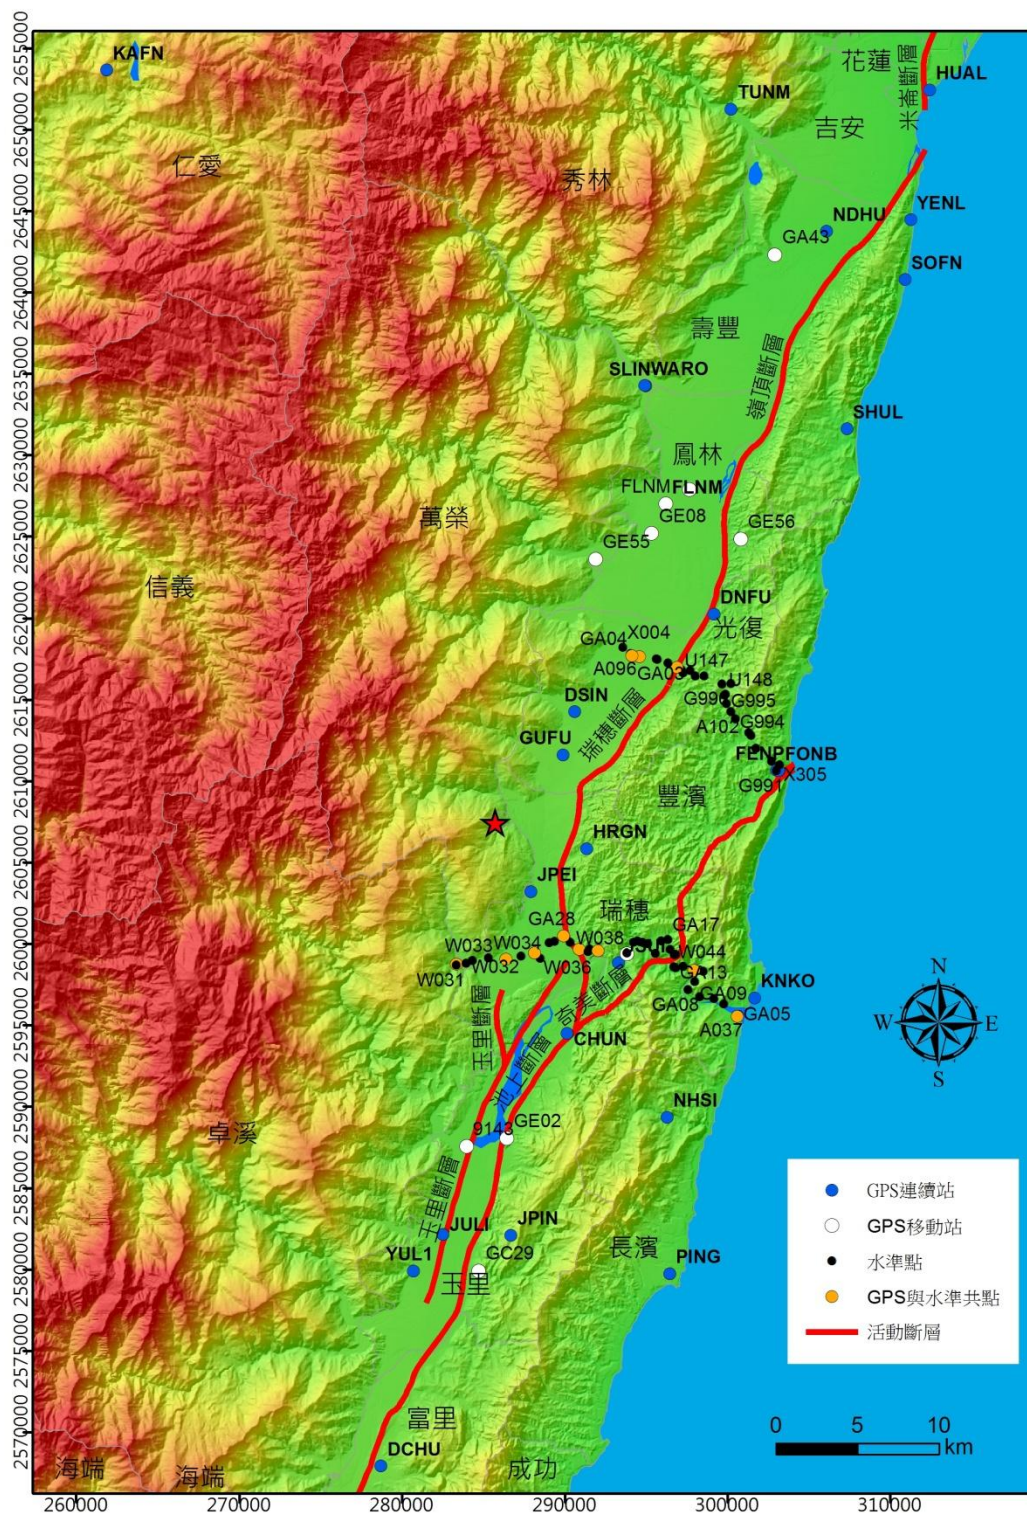 KAFN
花蓮
米崙斷層
HUAL
TUNM
吉安
仁愛
秀林
YENL
NDHU
GA43
SOFN
壽豐
嶺頂斷層
SLINWARO
SHUL
鳳林
FLNM
FLNM
GE08
萬榮
GE56
GE55
信義
DNFU
光復
GA04
X004
A096
GA03
U147
U148
G996
G995
DSIN
A102
G994
瑞穗斷層
GUFU
FENPFONB
X305
G991
豐濱
HRGN
JPEI
瑞穗
GA28
GA17
W033
W034
W038
W044
W031
W032
W036
GA08
GA09
KNKO
GA05
A037
奇美斷層
玉里斷層
池上斷層
CHUN
NHSI
卓溪
9143
GE02
玉里斷層
JULI
JPIN
YUL1
GC29
長濱
PING
玉里
富里
DCHU
海端
海端
成功
N
W
E
S
GPS連續站
GPS移動站
水準點
GPS與水準共點
活動斷層
0 5 10
km
2655000
2650000
2645000
2640000
2635000
2630000
2625000
2620000
2615000
2610000
2605000
2600000
2595000
2590000
2585000
2580000
2575000
2570000
260000 270000 280000 290000 300000 310000